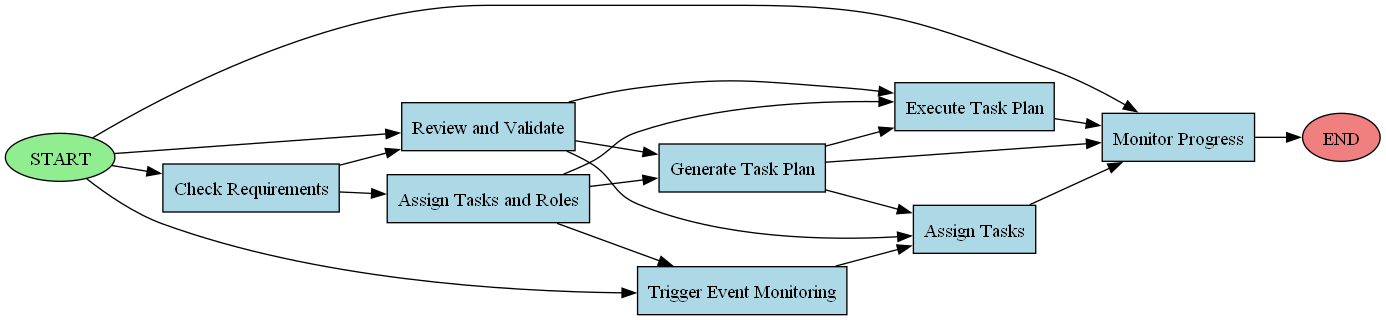 START
Check Requirements
Review and Validate
Assign Tasks and Roles
Generate Task Plan
Trigger Event Monitoring
Execute Task Plan
Assign Tasks
Monitor Progress
END